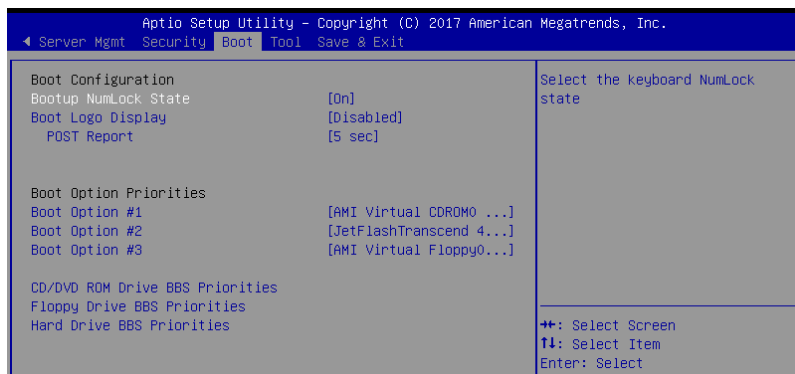 Aptio Setup Utility – Copyright (C) 2017 American Megatrends, Inc.
◄ Server Mgmt Security Boot Tool Save & Exit
Boot Configuration
Bootup NumLock State [On]
Boot Logo Display [Disabled]
POST Report [5 sec]
Boot Option Priorities
Boot Option #1 [AMI Virtual CDROM0 ...]
Boot Option #2 [JetFlashTranscend 4...]
Boot Option #3 [AMI Virtual Floppy0...]
CD/DVD ROM Drive BBS Priorities
Floppy Drive BBS Priorities
Hard Drive BBS Priorities
Select the keyboard NumLock
state
→←: Select Screen
↑↓: Select Item
Enter: Select